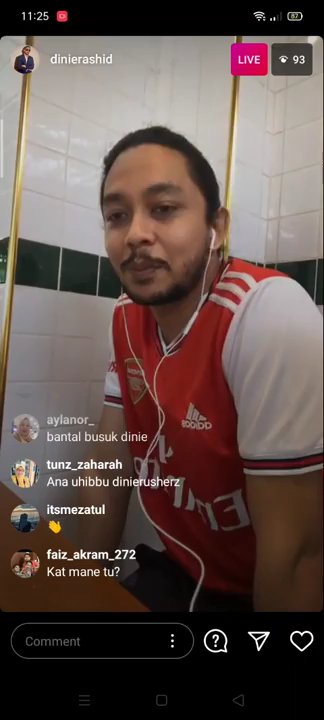 11:25
87
dinierashid
LIVE
93
aylanor_
bantal busuk dinie
tunz_zaharah
Ana uhibbu dinierusherz
itsmezatul
👋
faiz_akram_272
Kat mane tu?
Comment